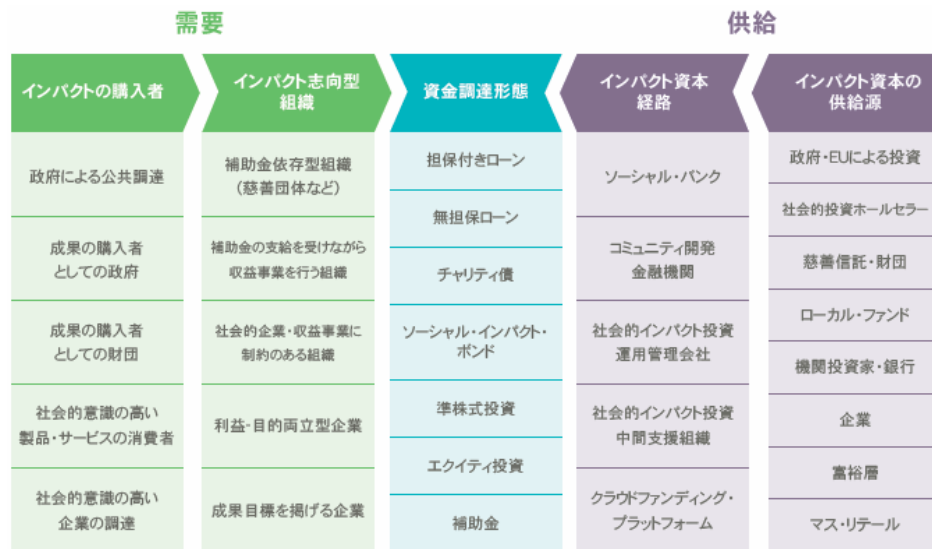 需要
供給
インパクトの購入者
インパクト志向型
組織
資金調達形態
インパクト資本
経路
インパクト資本の
供給源
政府による公共調達
成果の購入者
としての政府
成果の購入者
としての財団
社会的意識の高い
製品・サービスの消費者
社会的意識の高い
企業の調達
補助金依存型組織
(慈善団体など)
補助金の支給を受けながら
収益事業を行う組織
社会的企業・収益事業に
制約のある組織
利益-目的両立型企業
成果目標を掲げる企業
担保付きローン
無担保ローン
チャリティ債
ソーシャル・インパクト・
ボンド
準株式投資
エクイティ投資
補助金
ソーシャル・バンク
コミュニティ開発
金融機関
社会的インパクト投資
運用管理会社
社会的インパクト投資
中間支援組織
クラウドファンディング・
プラットフォーム
政府・EUによる投資
社会的投資ホールセラー
慈善信託・財団
ローカル・ファンド
機関投資家・銀行
企業
富裕層
マス・リテール